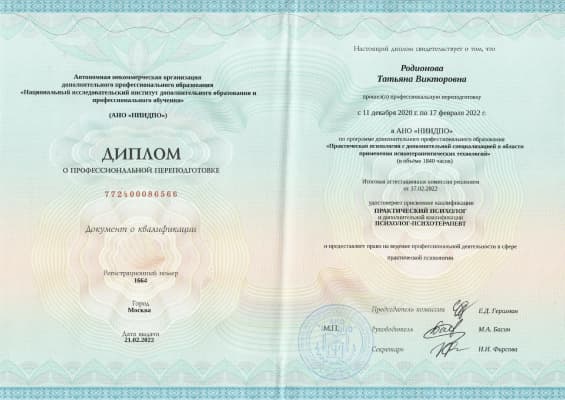 Автономная некоммерческая организация
дополнительного профессионального образования
«Национальный исследовательский институт дополнительного образования и
профессионального обучения»
(АНО «НИИДПО»)
ДИПЛОМ
О ПРОФЕССИОНАЛЬНОЙ ПЕРЕПОДГОТОВКЕ
772400086566
Документ о квалификации
Регистрационный номер
1664
Город
Москва
Дата выдачи
21.02.2022
Настоящий диплом свидетельствует о том, что
Родионова
Татьяна Викторовна
прошел(а) профессиональную переподготовку
с 11 декабря 2020 г. по 17 февраля 2022 г.
в АНО «НИИДПО»
по программе дополнительного профессионального образования
«Практическая психология с дополнительной специализацией в области
применения психотерапевтических технологий»
(в объёме 1840 часов)
Итоговая аттестационная комиссия решением
от 17.02.2022
удостоверяет присвоение квалификации
ПРАКТИЧЕСКИЙ ПСИХОЛОГ
и дополнительной квалификации
ПСИХОЛОГ-ПСИХОТЕРАПЕВТ
и предоставляет право на ведение профессиональной деятельности в сфере
практической психологии
Председатель комиссии Е.Д. Гершман
М.П. Руководитель М.А. Басин
Секретарь Н.И. Фирсова